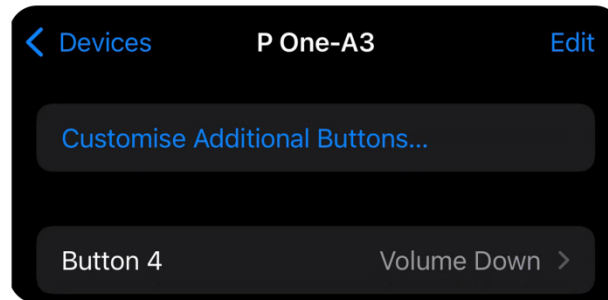 Devices P One-A3 Edit
Customise Additional Buttons...
Button 4 Volume Down